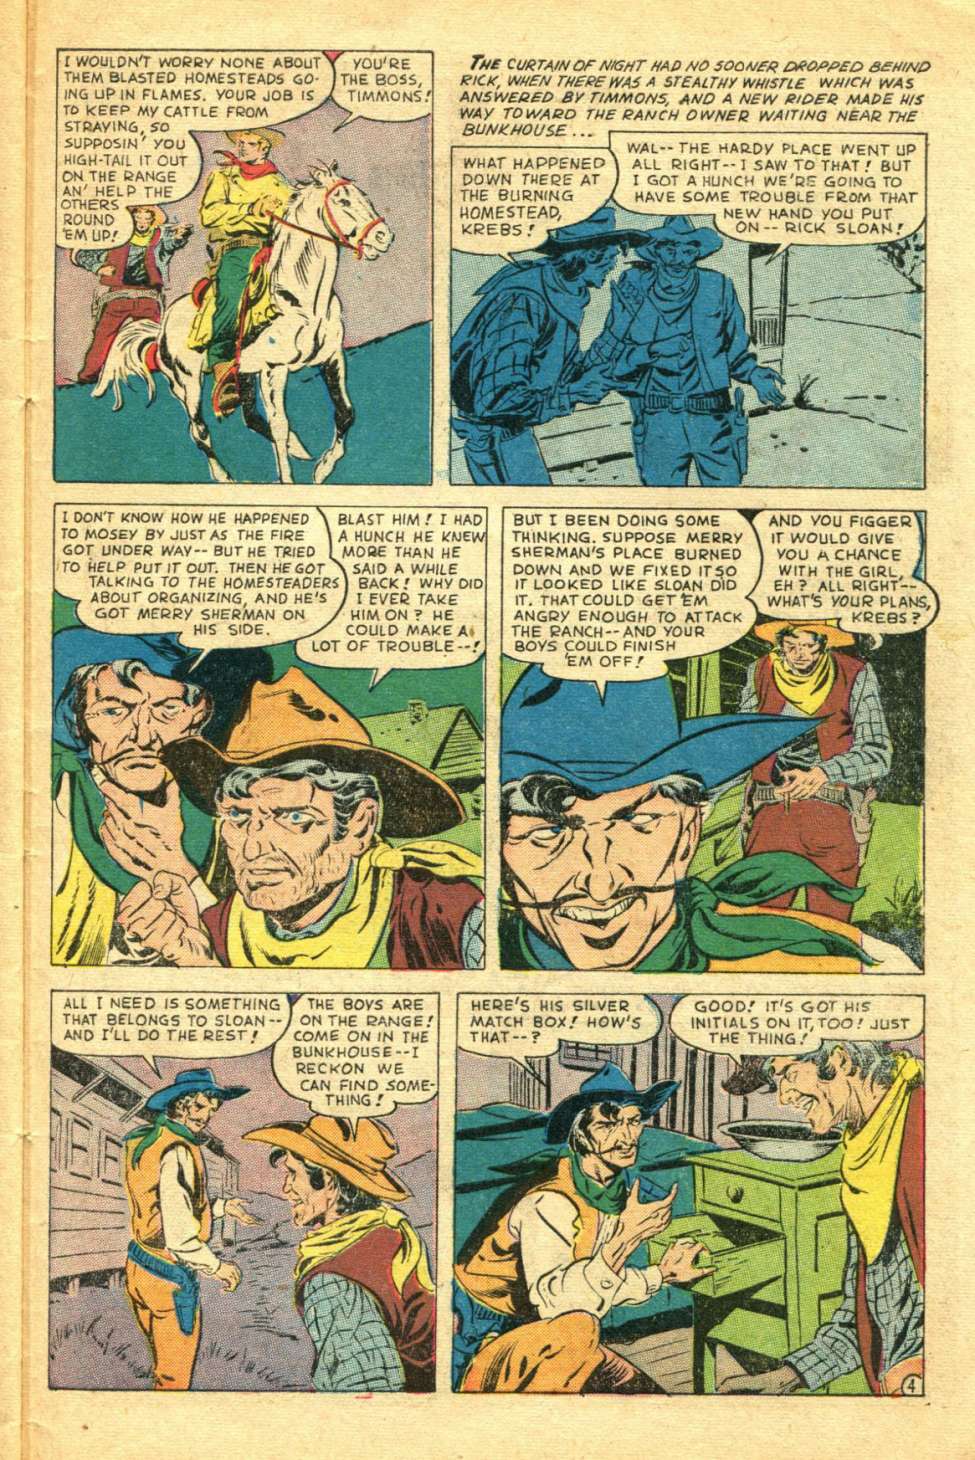 I WOULDN'T WORRY NONE ABOUT
THEM BLASTED HOMESTEADS GO-
ING UP IN FLAMES. YOUR JOB IS
TO KEEP MY CATTLE FROM
STRAYING, SO
SUPPOSIN' YOU
HIGH-TAIL IT OUT
ON THE RANGE
AN' HELP THE
OTHERS
ROUND
'EM UP!
YOU'RE
THE BOSS,
TIMMONS!
THE CURTAIN OF NIGHT HAD NO SOONER DROPPED BEHIND
RICK, WHEN THERE WAS A STEALTHY WHISTLE WHICH WAS
ANSWERED BY TIMMONS, AND A NEW RIDER MADE HIS
WAY TOWARD THE RANCH OWNER WAITING NEAR THE
BUNKHOUSE...
WHAT HAPPENED
DOWN THERE AT
THE BURNING
HOMESTEAD,
KREBS?
WAL-- THE HARDY PLACE WENT UP
ALL RIGHT-- I SAW TO THAT! BUT
I GOT A HUNCH WE'RE GOING TO
HAVE SOME TROUBLE FROM THAT
NEW HAND YOU PUT
ON-- RICK SLOAN!
I DON'T KNOW HOW HE HAPPENED
TO MOSEY BY JUST AS THE FIRE
GOT UNDER WAY-- BUT HE TRIED
TO HELP PUT IT OUT. THEN HE GOT
TALKING TO THE HOMESTEADERS
ABOUT ORGANIZING, AND HE'S
GOT MERRY SHERMAN ON
HIS SIDE.
BLAST HIM! I HAD
A HUNCH HE KNEW
MORE THAN HE
SAID A WHILE
BACK! WHY DID
I EVER TAKE
HIM ON? HE
COULD MAKE A
LOT OF TROUBLE--!
BUT I BEEN DOING SOME
THINKING. SUPPOSE MERRY
SHERMAN'S PLACE BURNED
DOWN AND WE FIXED IT SO
IT LOOKED LIKE SLOAN DID
IT. THAT COULD GET 'EM
ANGRY ENOUGH TO ATTACK
THE RANCH-- AND YOUR
BOYS COULD FINISH
'EM OFF!
AND YOU FIGGER
IT WOULD GIVE
YOU A CHANCE
WITH THE GIRL,
EH? ALL RIGHT--
WHAT'S YOUR PLANS,
KREBS?
ALL I NEED IS SOMETHING
THAT BELONGS TO SLOAN--
AND I'LL DO THE REST!
THE BOYS ARE
ON THE RANGE!
COME ON IN THE
BUNKHOUSE-- I
RECKON WE
CAN FIND SOME-
THING!
HERE'S HIS SILVER
MATCH BOX! HOW'S
THAT--?
GOOD! IT'S GOT HIS
INITIALS ON IT, TOO! JUST
THE THING!
4